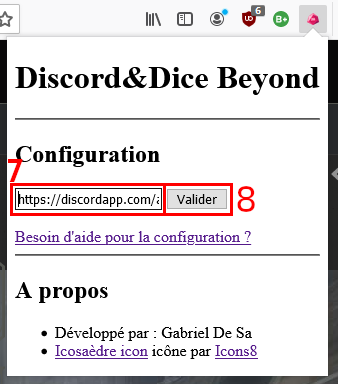 6
B+
Discord&Dice Beyond
Configuration
7
https://discordapp.com/a
Valider
8
Besoin d'aide pour la configuration ?
A propos
Développé par : Gabriel De Sa
Icosaèdre icon icône par Icons8